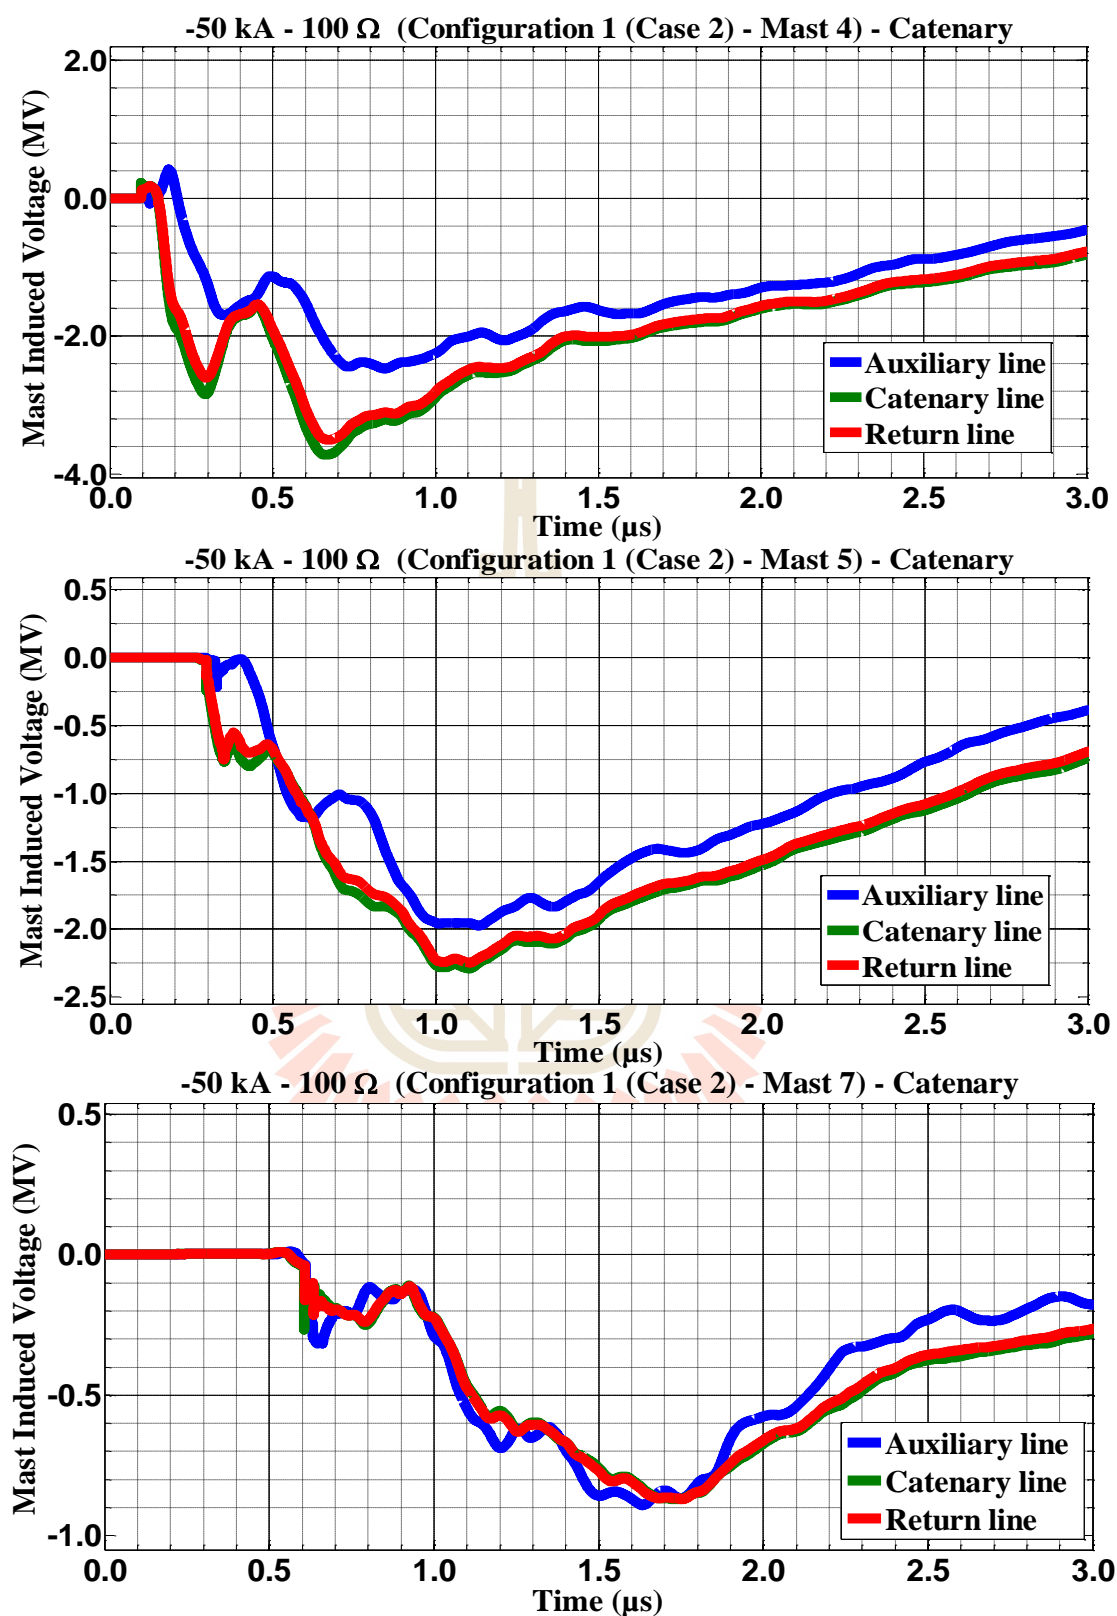 -50 kA - 100 Ω (Configuration 1 (Case 2) - Mast 4) - Catenary
Mast Induced Voltage (MV)
2.0
0.0
-2.0
-4.0
Auxiliary line
Catenary line
Return line
0.0 0.5 1.0 1.5 2.0 2.5 3.0
Time (µs)
-50 kA - 100 Ω (Configuration 1 (Case 2) - Mast 5) - Catenary
Mast Induced Voltage (MV)
0.5
0.0
-0.5
-1.0
-1.5
-2.0
-2.5
Auxiliary line
Catenary line
Return line
0.0 0.5 1.0 1.5 2.0 2.5 3.0
Time (µs)
-50 kA - 100 Ω (Configuration 1 (Case 2) - Mast 7) - Catenary
Mast Induced Voltage (MV)
0.5
0.0
-0.5
-1.0
Auxiliary line
Catenary line
Return line
0.0 0.5 1.0 1.5 2.0 2.5 3.0
Time (µs)